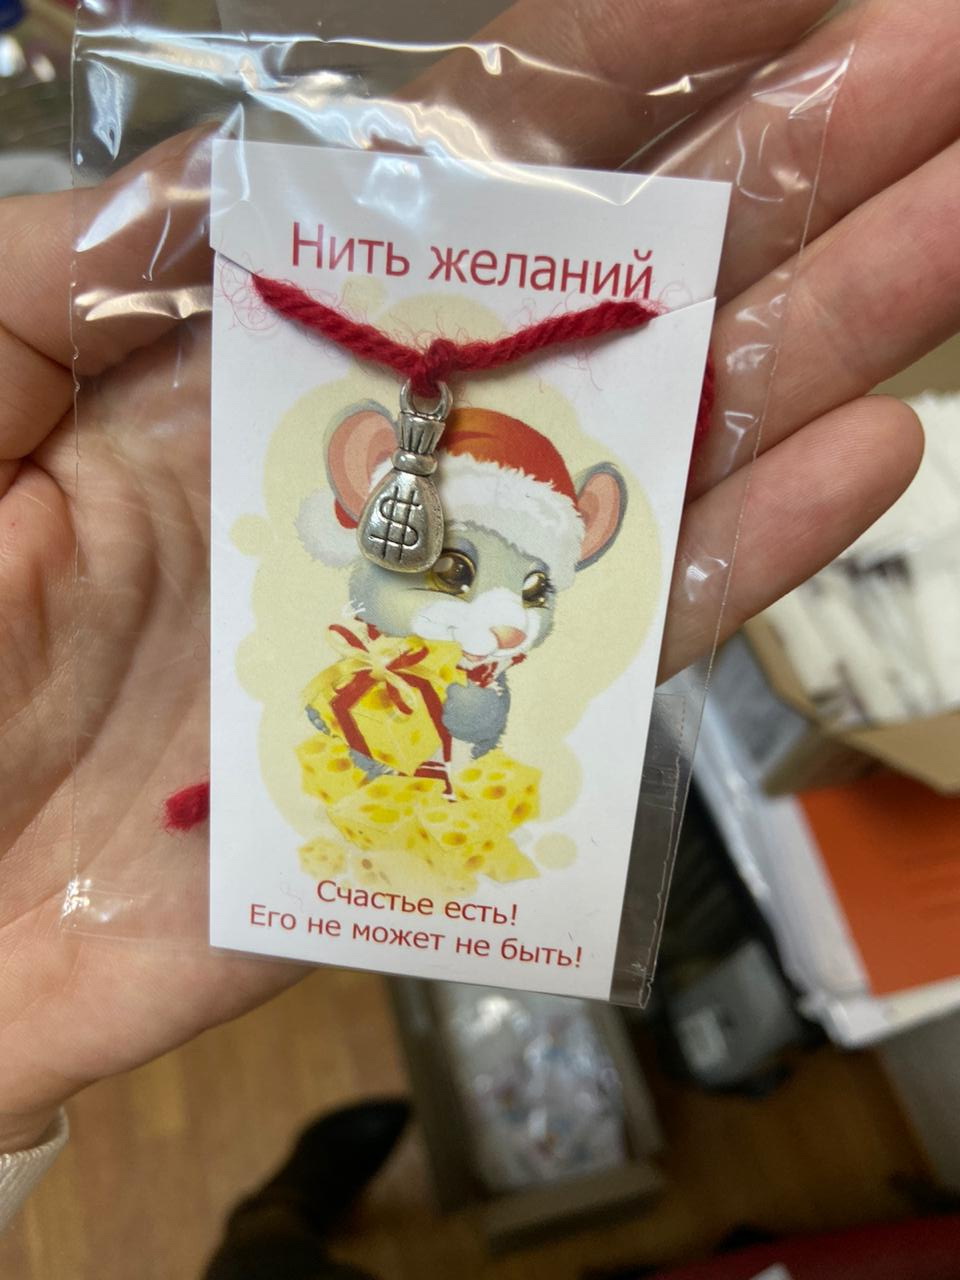 Нить желаний
$
Счастье есть!
Его не может не быть!